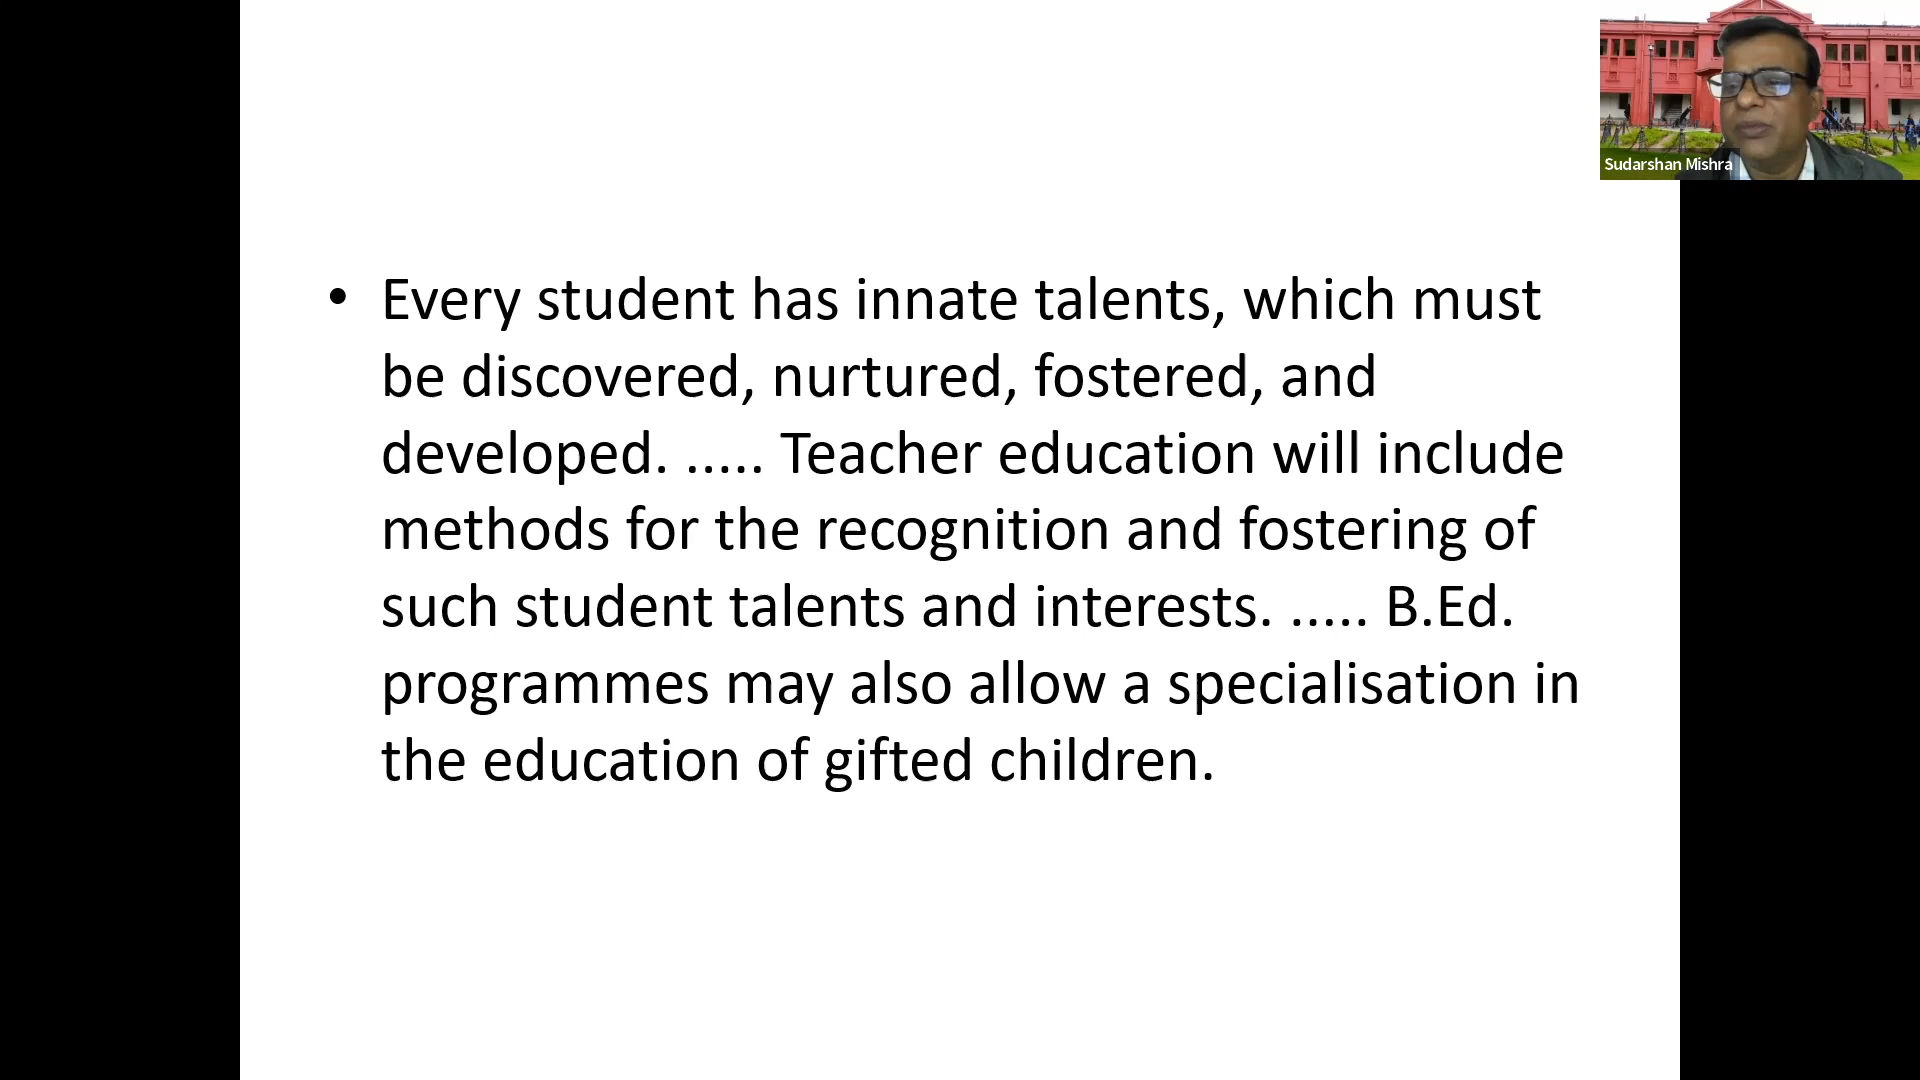 • Every student has innate talents, which must
be discovered, nurtured, fostered, and
developed. ..... Teacher education will include
methods for the recognition and fostering of
such student talents and interests. ..... B.Ed.
programmes may also allow a specialisation in
the education of gifted children.
Sudarshan Mishra